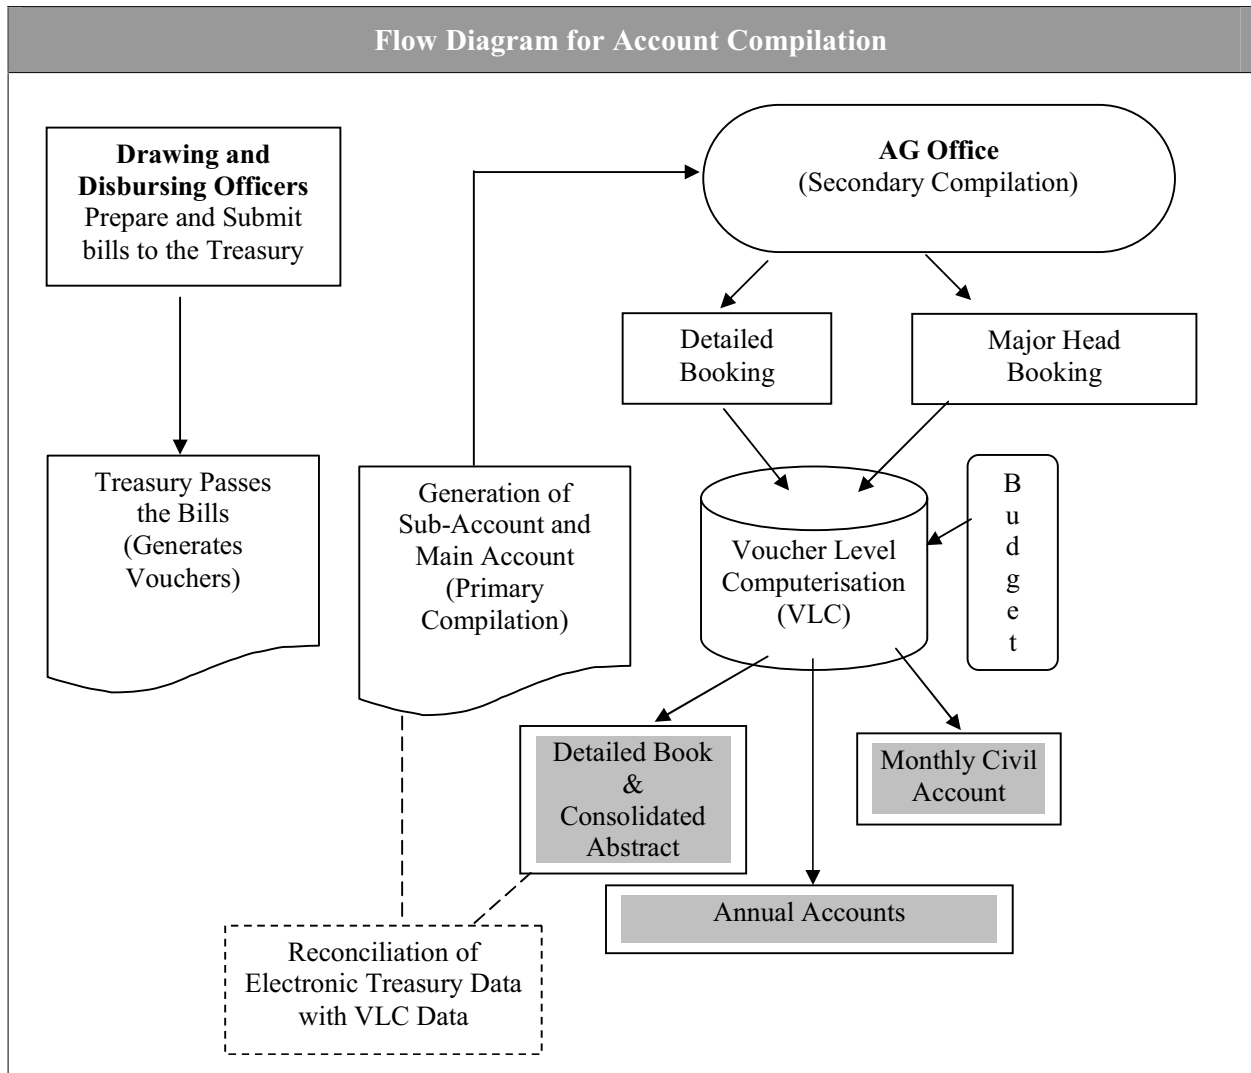 Flow Diagram for Account Compilation
Drawing and
Disbursing Officers
Prepare and Submit
bills to the Treasury
AG Office
(Secondary Compilation)
Detailed
Booking
Major Head
Booking
Treasury Passes
the Bills
(Generates
Vouchers)
Generation of
Sub-Account and
Main Account
(Primary
Compilation)
Voucher Level
Computerisation
(VLC)
B
u
d
g
e
t
Detailed Book
&
Consolidated
Abstract
Monthly Civil
Account
Annual Accounts
Reconciliation of
Electronic Treasury Data
with VLC Data